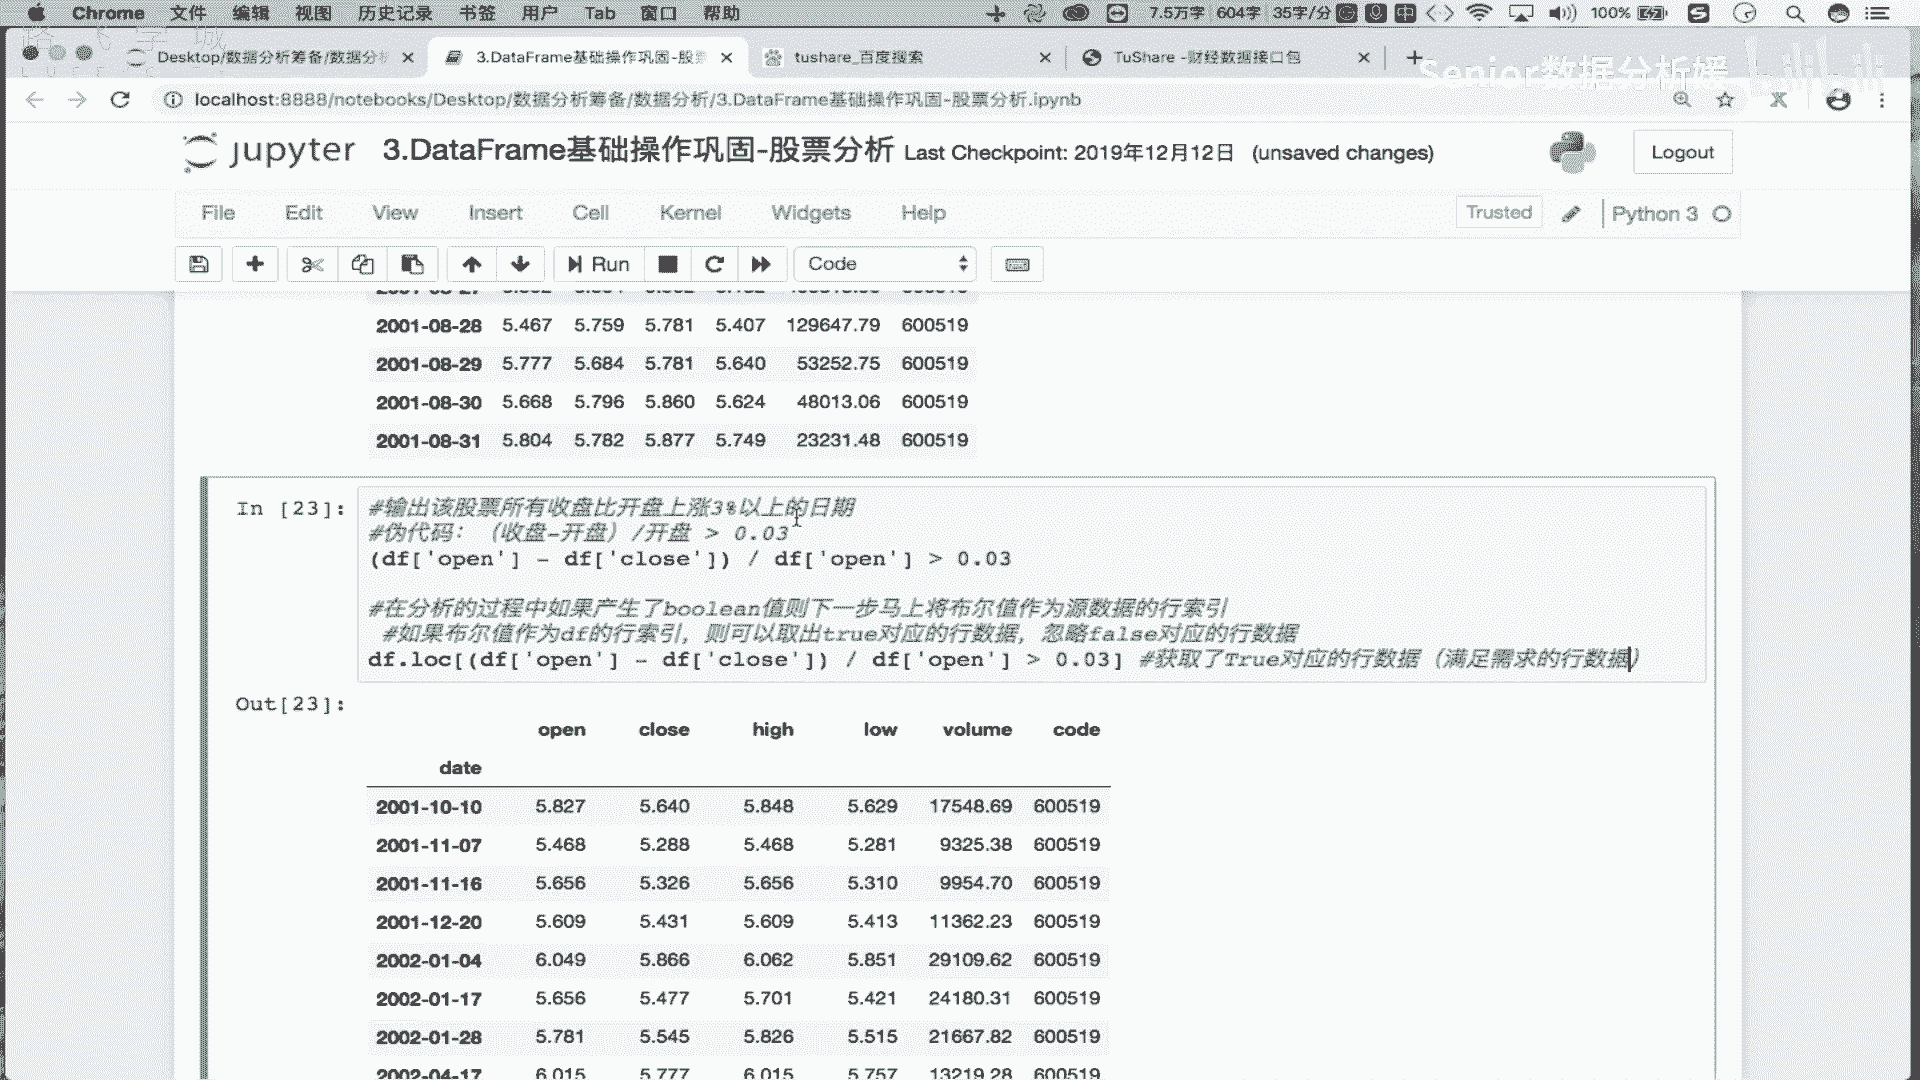 Chrome 文件 编辑 视图 历史记录 书签 用户 Tab 窗口 帮助 7.5万字 604字 35字/分 100%
Desktop/数据分析筹备/数据分析
3.DataFrame基础操作巩固-股票
tushare_百度搜索
TuShare -财经数据接口包
Senior数据分析媛
localhost:8888/notebooks/Desktop/数据分析筹备/数据分析/3.DataFrame基础操作巩固-股票分析.ipynb
jupyter 3.DataFrame基础操作巩固-股票分析 Last Checkpoint: 2019年12月12日 (unsaved changes) Logout
File Edit View Insert Cell Kernel Widgets Help Trusted Python 3
Run Code
2001-08-28 5.467 5.759 5.781 5.407 129647.79 600519
2001-08-29 5.777 5.684 5.781 5.640 53252.75 600519
2001-08-30 5.668 5.796 5.860 5.624 48013.06 600519
2001-08-31 5.804 5.782 5.877 5.749 23231.48 600519
In [23]:
#输出该股票所有收盘比开盘上涨3%以上的日期
#伪代码：（收盘-开盘）/开盘 > 0.03
(df['open'] - df['close']) / df['open'] > 0.03
#在分析的过程中如果产生了boolean值则下一步马上将布尔值作为源数据的行索引
#如果布尔值作为df的行索引，则可以取出true对应的行数据，忽略false对应的行数据
df.loc[(df['open'] - df['close']) / df['open'] > 0.03] #获取了True对应的行数据（满足需求的行数据）
Out[23]:
open close high low volume code
date
2001-10-10 5.827 5.640 5.848 5.629 17548.69 600519
2001-11-07 5.468 5.288 5.468 5.281 9325.38 600519
2001-11-16 5.656 5.326 5.656 5.310 9954.70 600519
2001-12-20 5.609 5.431 5.609 5.413 11362.23 600519
2002-01-04 6.049 5.866 6.062 5.851 29109.62 600519
2002-01-17 5.656 5.477 5.701 5.421 24180.31 600519
2002-01-28 5.781 5.545 5.826 5.515 21667.82 600519
2002-04-17 6.015 5.777 6.015 5.757 13219.28 600519